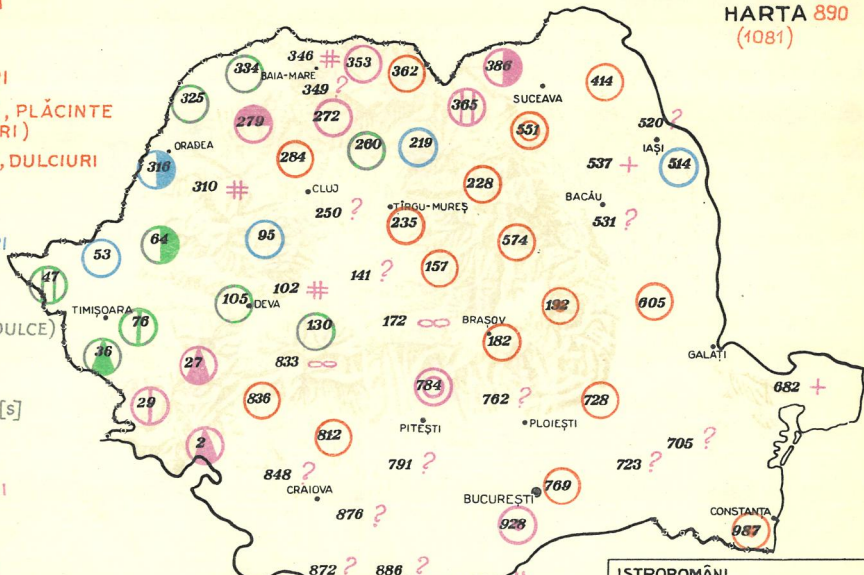 HARTA 890
(1081)
RI
, PLĂCINTE
RI )
, DULCIURI
RI
DULCE)
[s]
I
346
353
362
386
334
BAIA-MARE
349
414
325
SUCEAVA
365
279
272
551
520
ORADEA
260
219
IAȘI
284
537
514
316
310
CLUJ
228
BACĂU
250
TÎRGU-MUREȘ
235
531
64
95
574
53
157
141
47
102
105
DEVA
192
605
TIMIȘOARA
76
130
172
BRAȘOV
182
36
27
833
GALAȚI
784
682
29
836
762
728
PITEȘTI
PLOIEȘTI
2
812
705
848
791
723
CRAIOVA
769
BUCUREȘTI
876
928
CONSTANȚA
987
872
886
ISTROROMÂNI